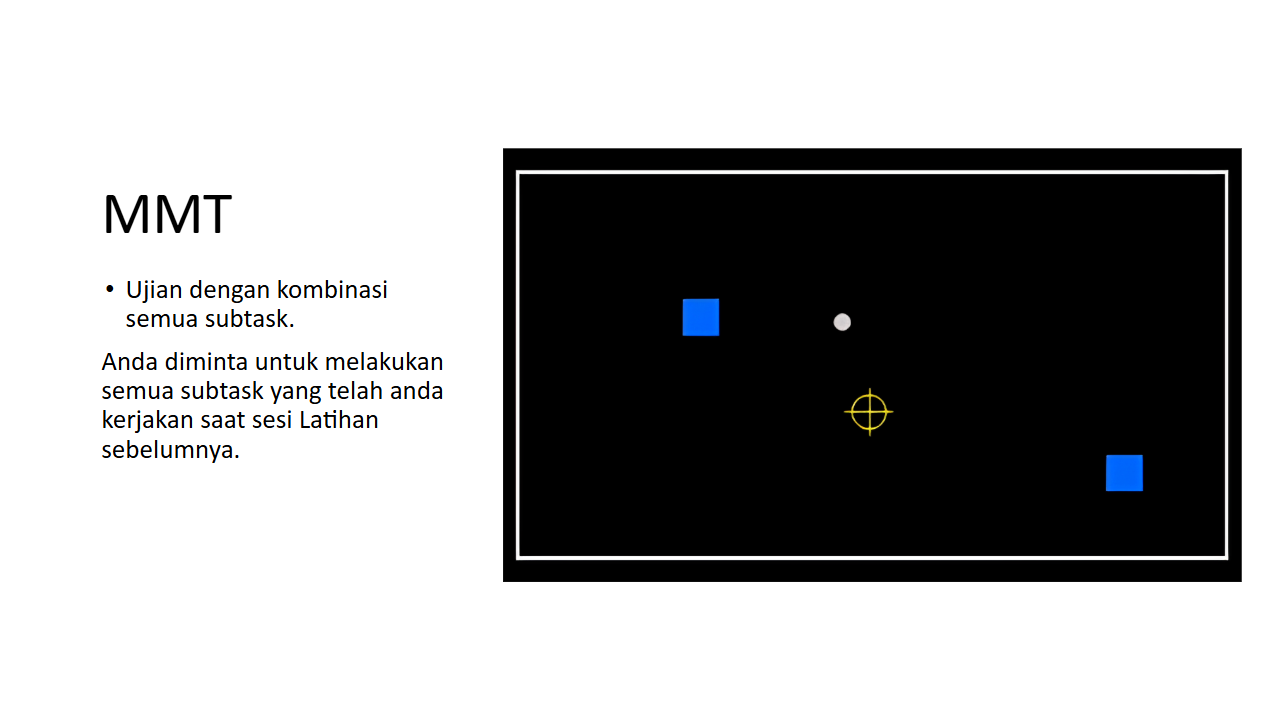 MMT
• Ujian dengan kombinasi
semua subtask.
Anda diminta untuk melakukan
semua subtask yang telah anda
kerjakan saat sesi Latihan
sebelumnya.